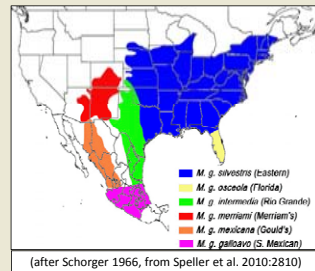 M. g. silvestris (Eastern)
M. g. osceola (Florida)
M. g. intermedia (Rio Grande)
M. g. merriami (Merriam's)
M. g. mexicana (Gould's)
M. g. gallopavo (S. Mexican)
(after Schorger 1966, from Speller et al. 2010:2810)